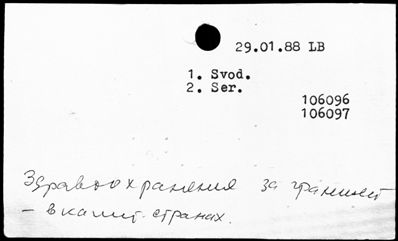 29.01.88 LB
1. Svod.
2. Ser.
106096
106097
Здравоохранения за границей
– в капит. странах.